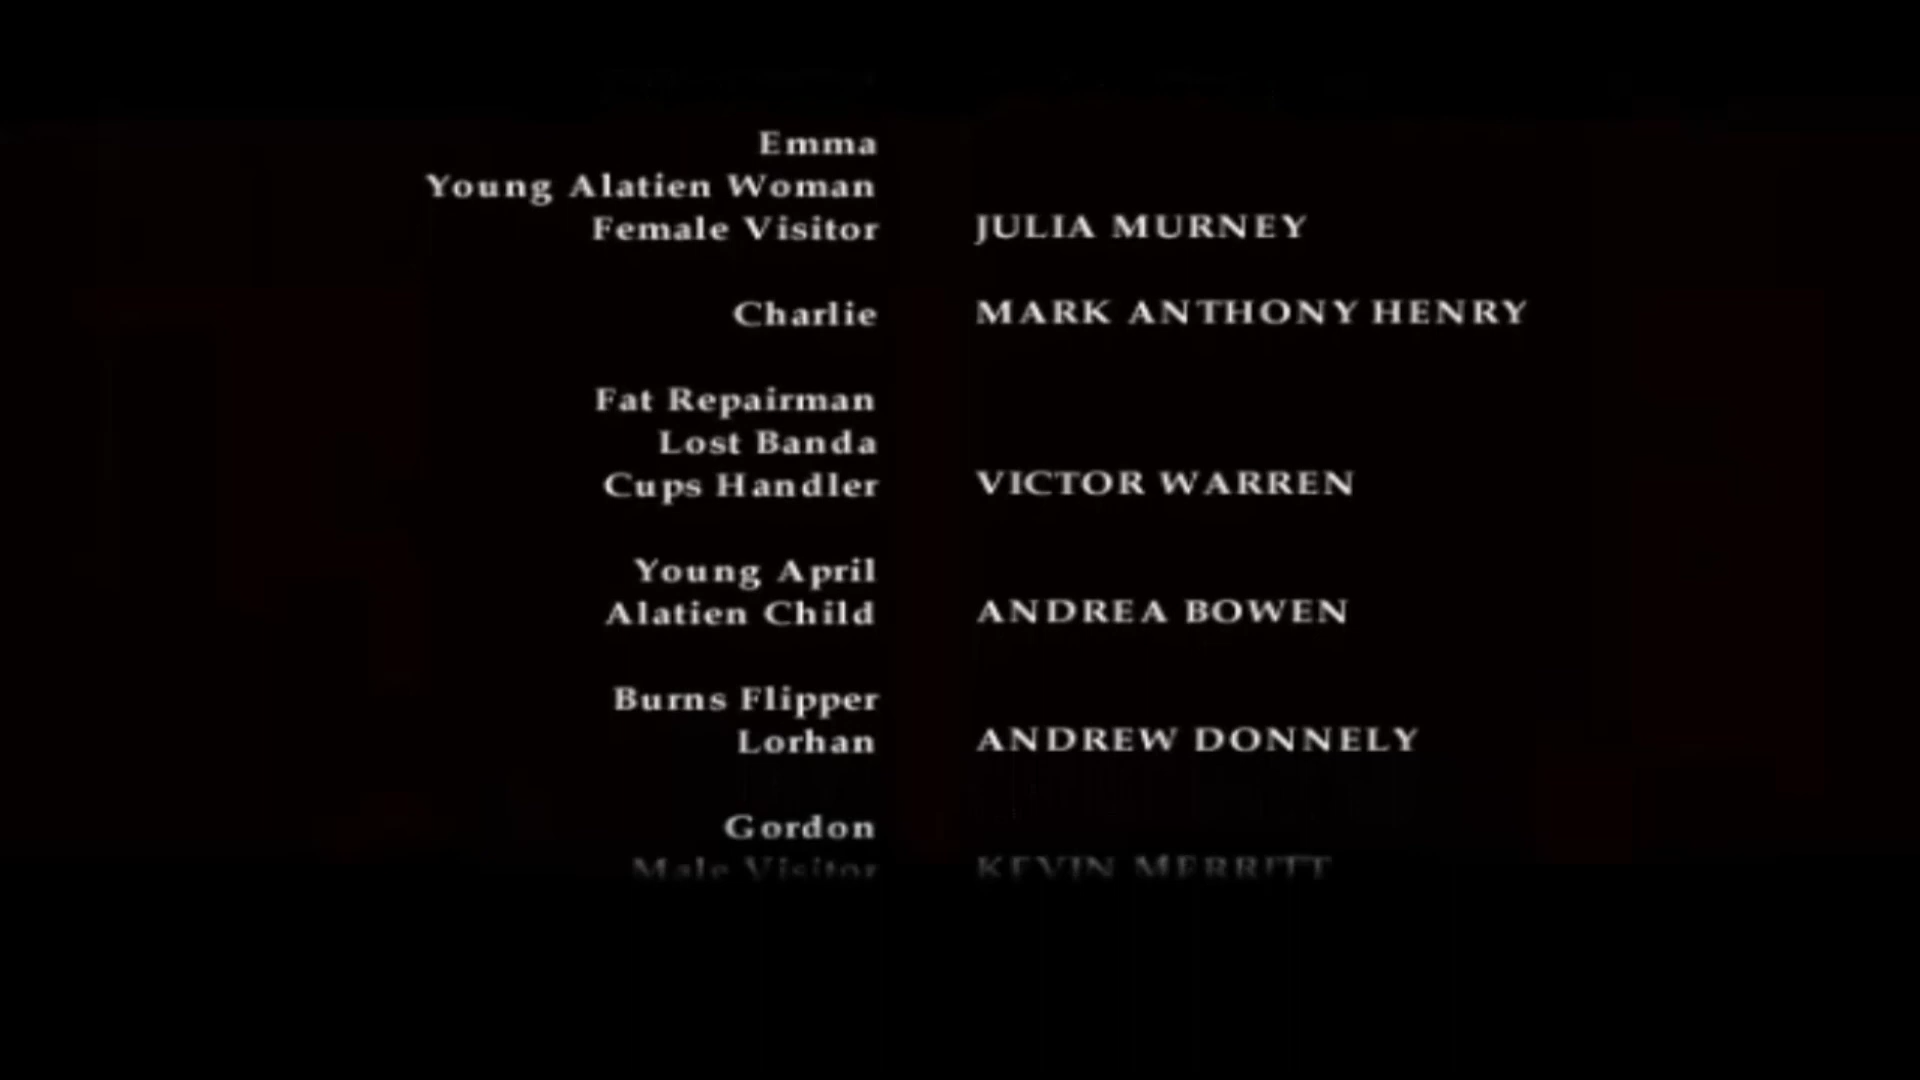 Emma
Young Alatien Woman
Female Visitor JULIA MURNEY
Charlie MARK ANTHONY HENRY
Fat Repairman
Lost Banda
Cups Handler VICTOR WARREN
Young April
Alatien Child ANDREA BOWEN
Burns Flipper
Lorhan ANDREW DONNELY
Gordon
Male Visitor KEVIN MERRITT